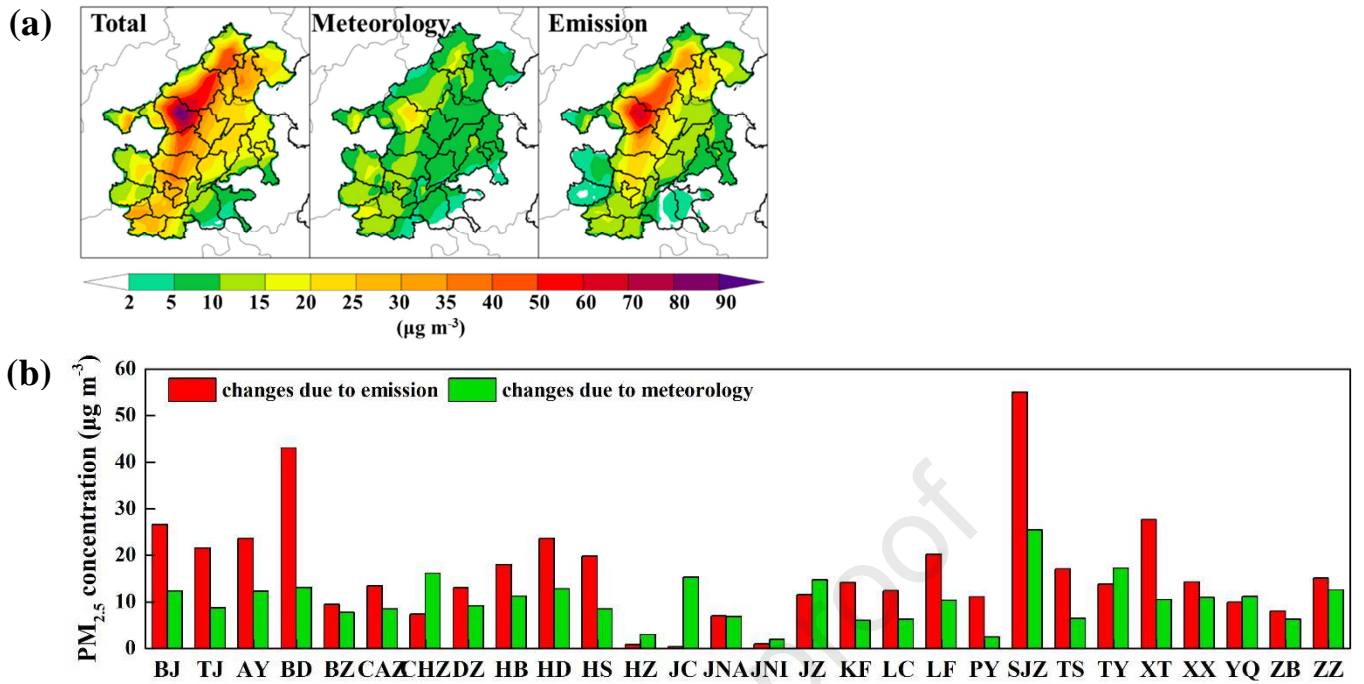 (a)
Total Meteorology Emission
2 5 10 15 20 25 30 35 40 50 60 70 80 90
(μg m⁻³)
(b)
PM₂.₅ concentration (μg m⁻³)
60
50
40
30
20
10
0
changes due to emission changes due to meteorology
BJ TJ AY BD BZ CAZ CHZ DZ HB HD HS HZ JC JNA JNI JZ KF LC LF PY SJZ TS TY XT XX YQ ZB ZZ
proof